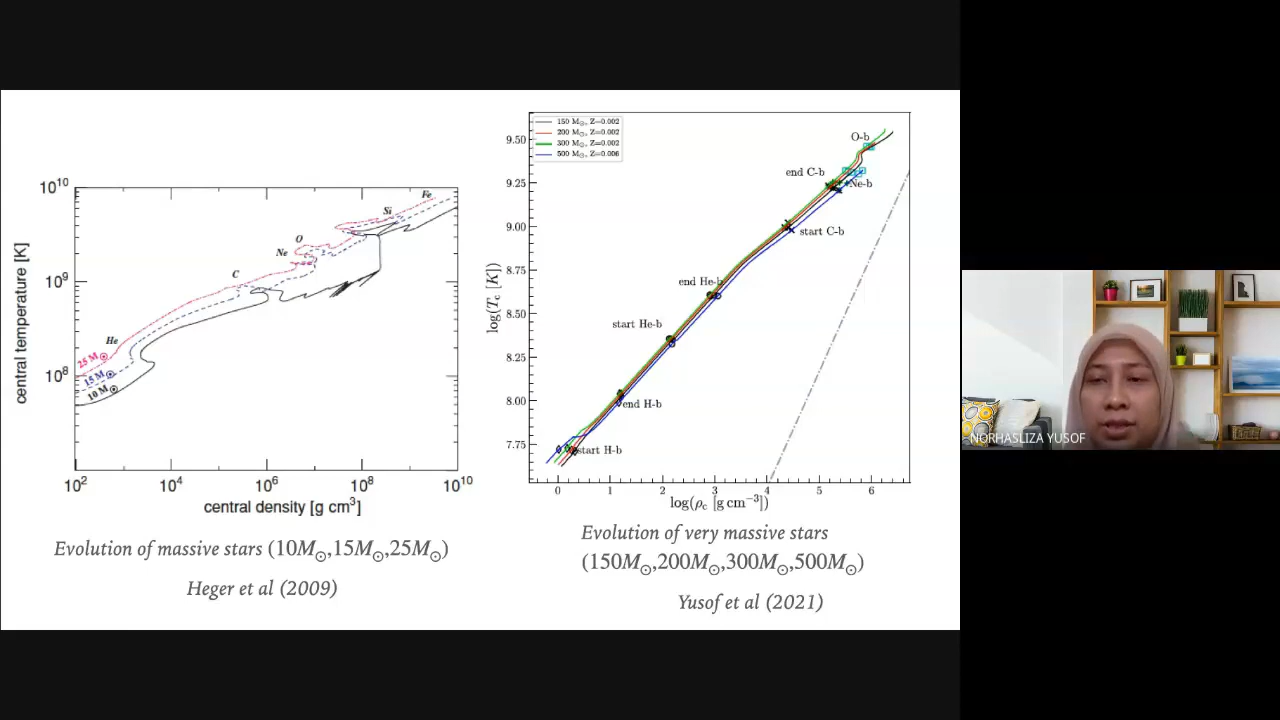 10^10
10^9
10^8
central temperature [K]
Fe
Si
O
Ne
C
He
25 M⊙
15 M⊙
10 M⊙
10^2 10^4 10^6 10^8 10^10
central density [g cm^3]
Evolution of massive stars (10M⊙,15M⊙,25M⊙)
Heger et al (2009)
150 M⊙, Z=0.002
200 M⊙, Z=0.002
300 M⊙, Z=0.002
500 M⊙, Z=0.006
9.50
9.25
9.00
8.75
8.50
8.25
8.00
7.75
log(Tc [K])
O-b
end C-b
Ne-b
start C-b
end He-b
start He-b
end H-b
start H-b
0 1 2 3 4 5 6
log(ρc [g cm^−3])
Evolution of very massive stars
(150M⊙,200M⊙,300M⊙,500M⊙)
Yusof et al (2021)
NORHASLIZA YUSOF